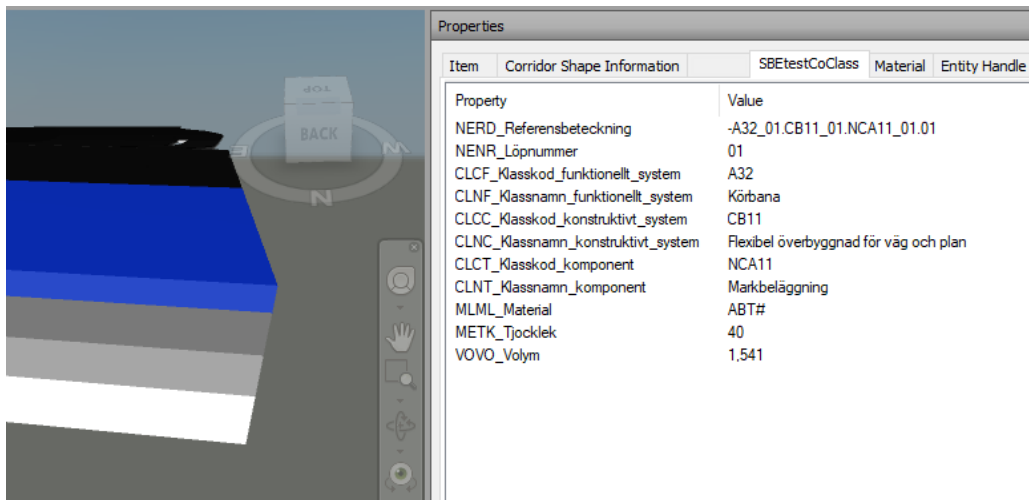 Properties
Item Corridor Shape Information SBEtestCoClass Material Entity Handle
Property Value
NERD_Referensbeteckning -A32_01.CB11_01.NCA11_01.01
NENR_Löpnummer 01
CLCF_Klasskod_funktionellt_system A32
CLNF_Klassnamn_funktionellt_system Körbana
CLCC_Klasskod_konstruktivt_system CB11
CLNC_Klassnamn_konstruktivt_system Flexibel överbyggnad för väg och plan
CLCT_Klasskod_komponent NCA11
CLNT_Klassnamn_komponent Markbeläggning
MLML_Material ABT#
METK_Tjocklek 40
VOVO_Volym 1,541
TOP
BACK
E
N